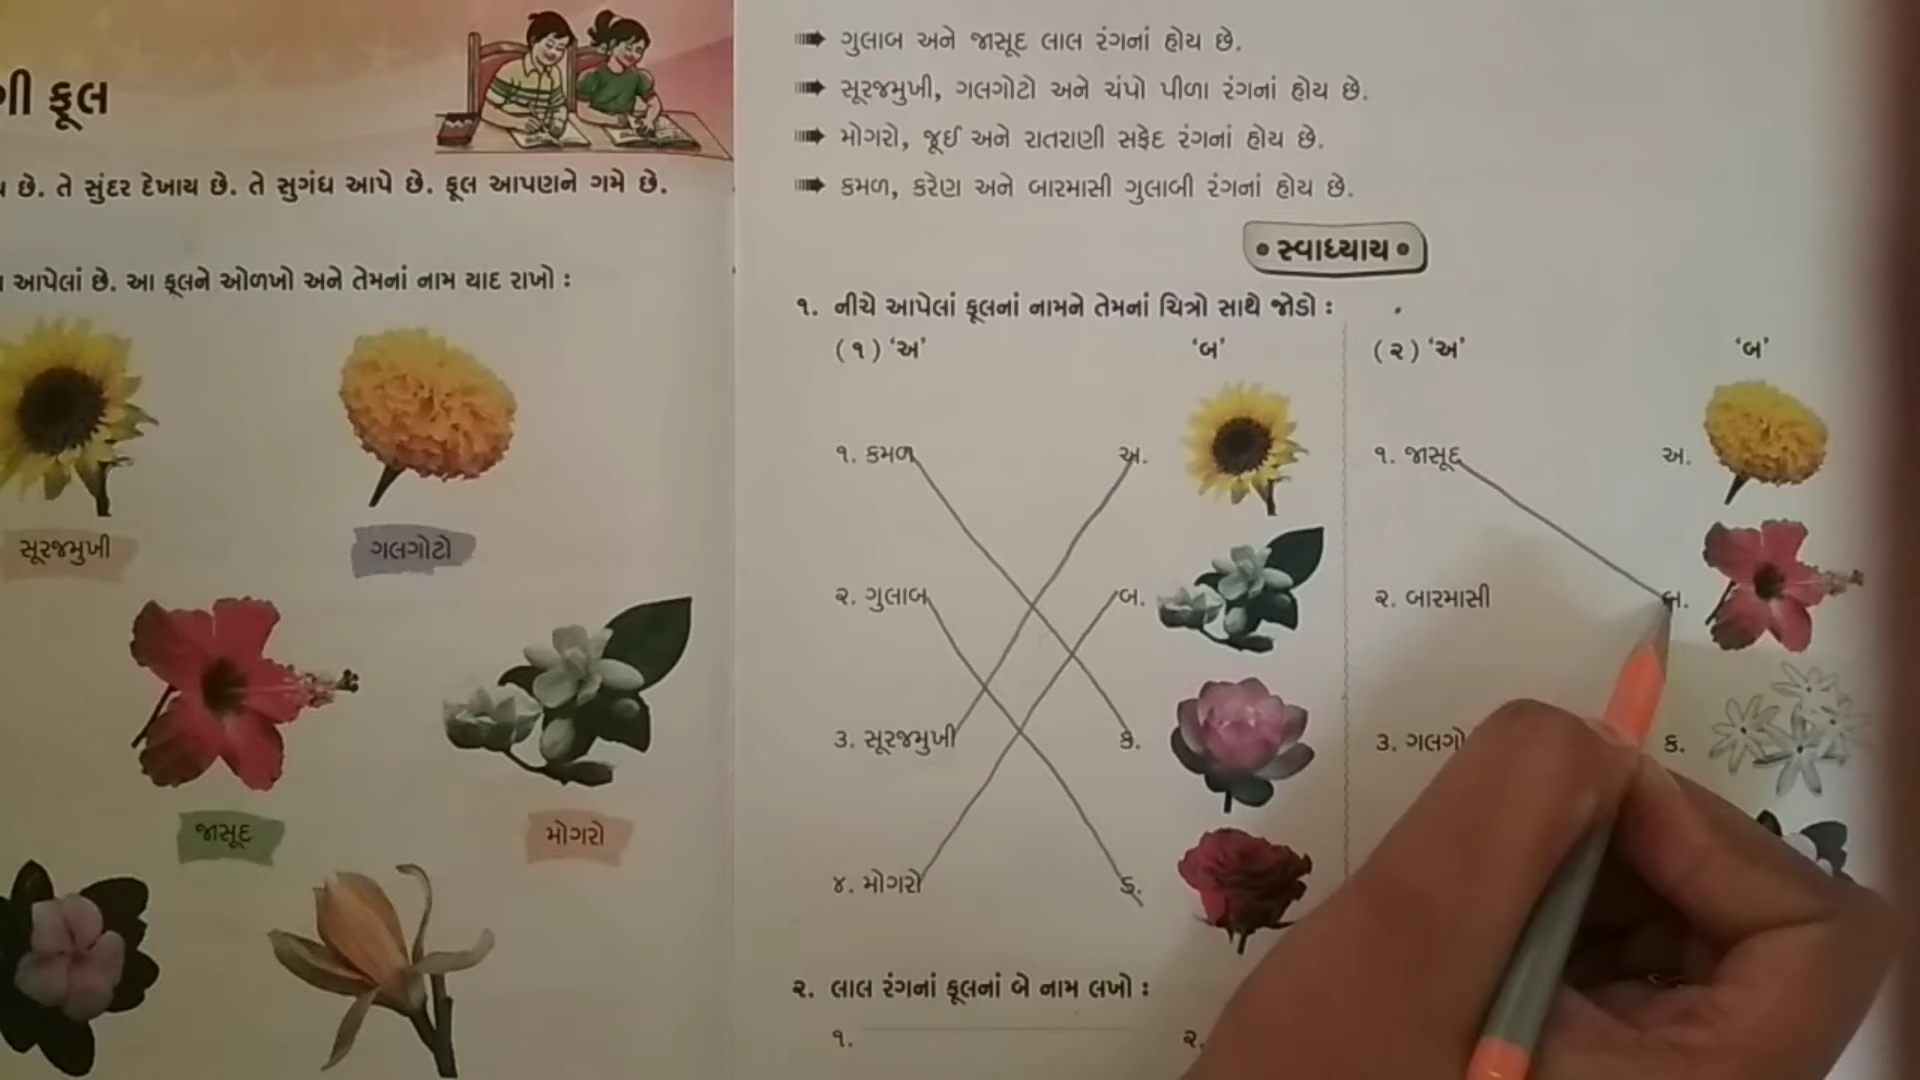 ફૂલ
છે. તે સુંદર દેખાય છે. તે સુગંધ આપે છે. ફૂલ આપણને ગમે છે.
આપેલાં છે. આ ફૂલને ઓળખો અને તેમનાં નામ યાદ રાખો :
સૂરજમુખી
ગલગોટો
જાસૂદ
મોગરો
ગુલાબ અને જાસૂદ લાલ રંગનાં હોય છે.
સૂરજમુખી, ગલગોટો અને ચંપો પીળા રંગનાં હોય છે.
મોગરો, જૂઈ અને રાતરાણી સફેદ રંગનાં હોય છે.
કમળ, કરેણ અને બારમાસી ગુલાબી રંગનાં હોય છે.
• સ્વાધ્યાય •
૧. નીચે આપેલાં ફૂલનાં નામને તેમનાં ચિત્રો સાથે જોડો :
(૧) ‘અ’ ‘બ’
૧. કમળ અ.
૨. ગુલાબ બ.
૩. સૂરજમુખી ક.
૪. મોગરો ડ.
(૨) ‘અ’ ‘બ’
૧. જાસૂદ અ.
૨. બારમાસી બ.
૩. ક.
૨. લાલ રંગનાં ફૂલનાં બે નામ લખો :
૧. ૨.